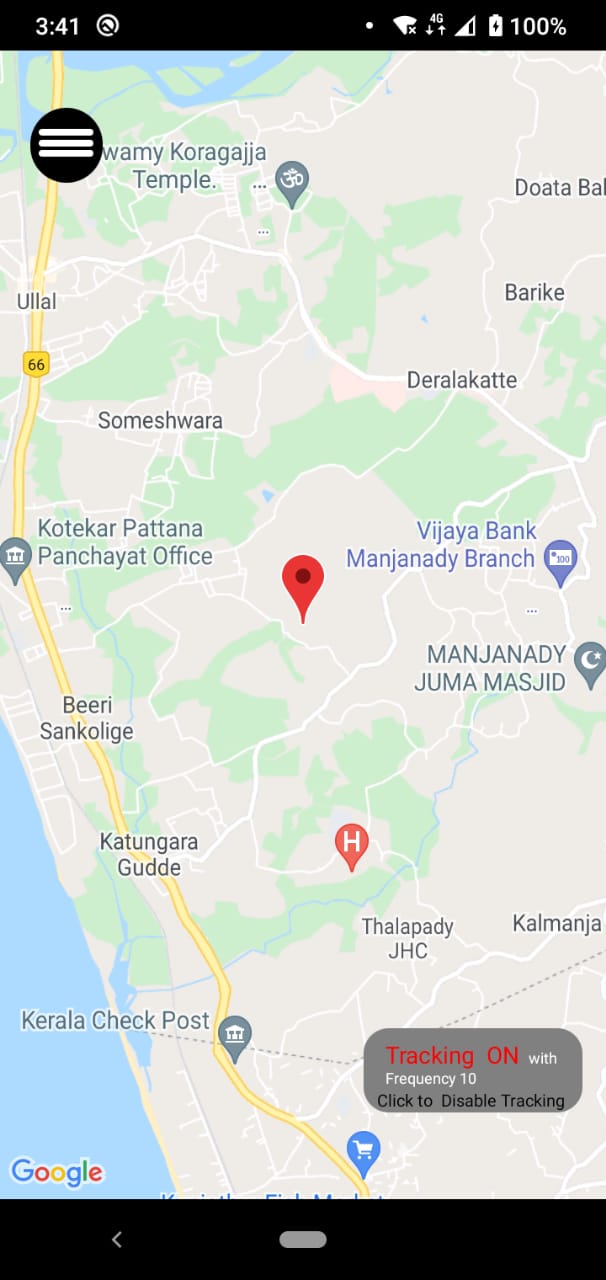 3:41
4G
100%
wamy Koragajja
Temple.
...
Doata Bal
...
Barike
Ullal
66
Deralakatte
Someshwara
Kotekar Pattana
Panchayat Office
Vijaya Bank
Manjanady Branch
100
...
...
MANJANADY
JUMA MASJID
Beeri
Sankolige
H
Katungara
Gudde
Thalapady
JHC
Kalmanja
Kerala Check Post
Tracking ON with
Frequency 10
Click to Disable Tracking
Google